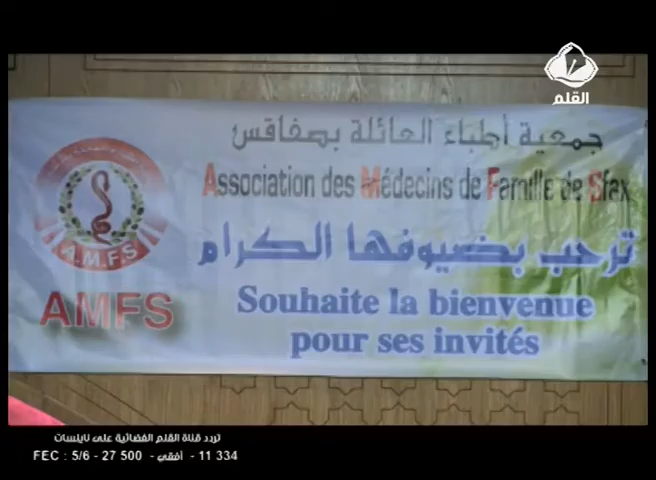 القلم
جمعية أطباء العائلة بصفاقس
Association des Médecins de Famille de Sfax
ترحب بضيوفها الكرام
A.M.F.S
AMFS
Souhaite la bienvenue
pour ses invités
تردد قناة القلم الفضائية على نايلسات
FEC : 5/6 - 27 500 - أفقي - 11 334